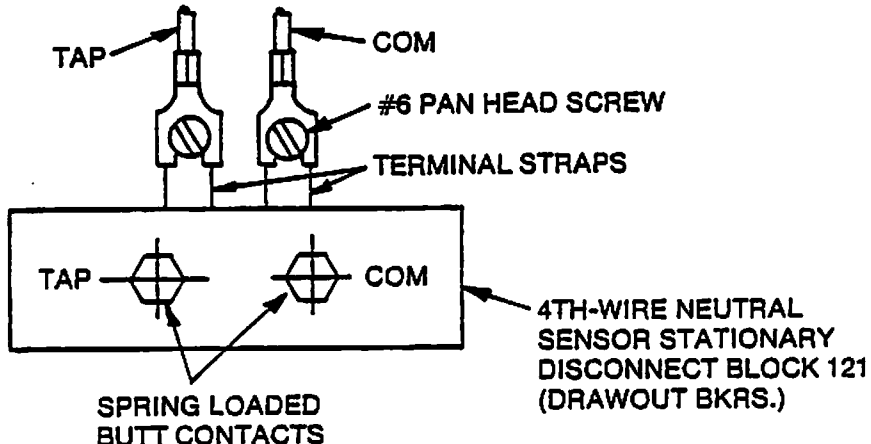 TAP
COM
#6 PAN HEAD SCREW
TERMINAL STRAPS
TAP
COM
4TH-WIRE NEUTRAL
SENSOR STATIONARY
DISCONNECT BLOCK 121
(DRAWOUT BKRS.)
SPRING LOADED
BUTT CONTACTS